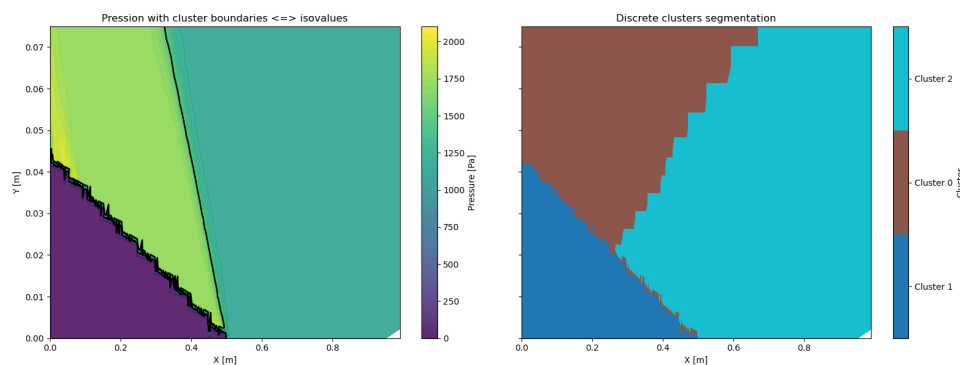 Pression with cluster boundaries <=> isovalues
Y [m]
0.07
0.06
0.05
0.04
0.03
0.02
0.01
0.00
0.0
0.2
0.4
0.6
0.8
X [m]
2000
1750
1500
1250
1000
750
500
250
0
Pressure [Pa]
Discrete clusters segmentation
0.0
0.2
0.4
0.6
0.8
X [m]
Cluster 2
Cluster 0
Cluster 1
Cluster